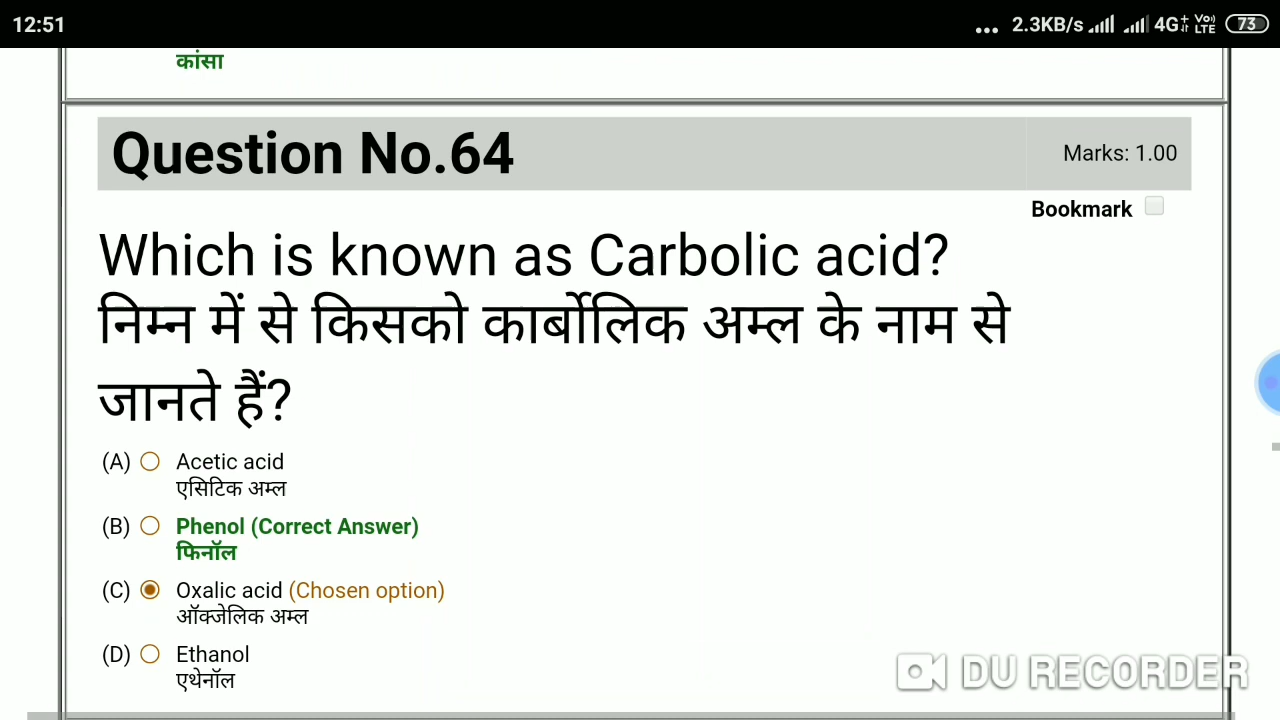 12:51
... 2.3KB/s 4G+ Vo)) LTE 73
कांसा
Question No.64
Marks: 1.00
Bookmark
Which is known as Carbolic acid?
निम्न में से किसको कार्बोलिक अम्ल के नाम से
जानते हैं?
(A) Acetic acid
एसिटिक अम्ल
(B) Phenol (Correct Answer)
फिनॉल
(C) Oxalic acid (Chosen option)
ऑक्जेलिक अम्ल
(D) Ethanol
एथेनॉल
DU RECORDER